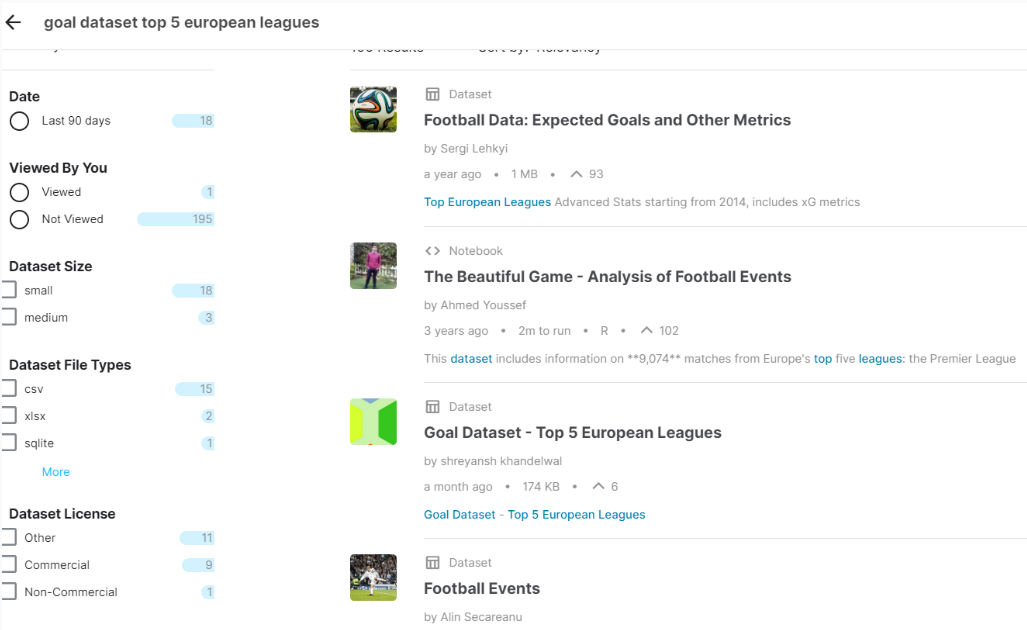 goal dataset top 5 european leagues
Date
Last 90 days 18
Viewed By You
Viewed 1
Not Viewed 195
Dataset Size
small 18
medium 3
Dataset File Types
csv 15
xlsx 2
sqlite 1
More
Dataset License
Other 11
Commercial 9
Non-Commercial 1
Sort by: Relevancy
Dataset
Football Data: Expected Goals and Other Metrics
by Sergi Lehkyi
a year ago • 1 MB • 93
Top European Leagues Advanced Stats starting from 2014, includes xG metrics
Notebook
The Beautiful Game - Analysis of Football Events
by Ahmed Youssef
3 years ago • 2m to run • R • 102
This dataset includes information on **9,074** matches from Europe's top five leagues: the Premier League
Dataset
Goal Dataset - Top 5 European Leagues
by shreyansh khandelwal
a month ago • 174 KB • 6
Goal Dataset - Top 5 European Leagues
Dataset
Football Events
by Alin Secareanu